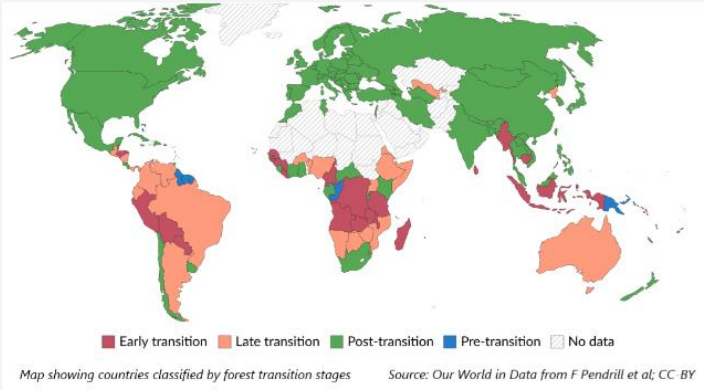 Early transition Late transition Post-transition Pre-transition No data
Map showing countries classified by forest transition stages Source: Our World in Data from F Pendrill et al; CC-BY